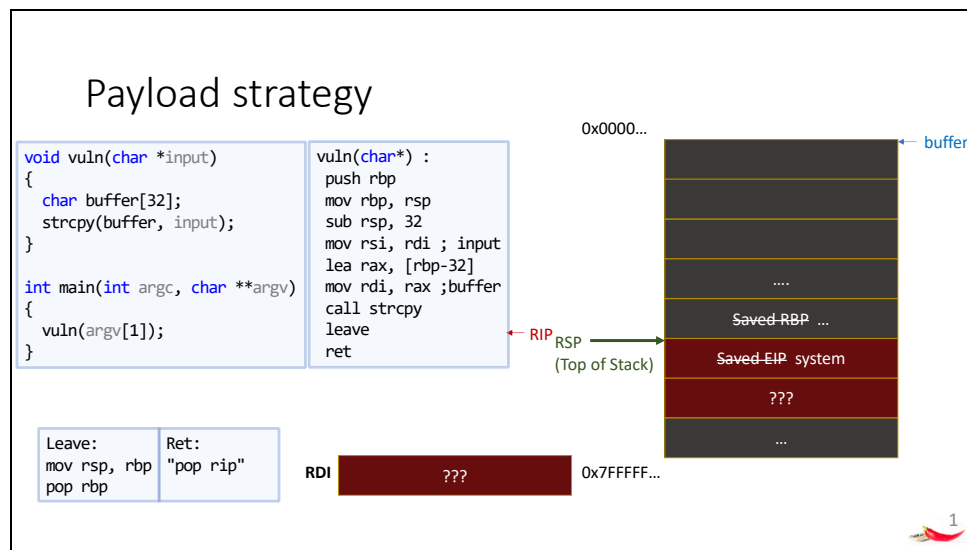 Payload strategy
void vuln(char *input)
{
  char buffer[32];
  strcpy(buffer, input);
}
int main(int argc, char **argv)
{
  vuln(argv[1]);
}
vuln(char*) :
 push rbp
 mov rbp, rsp
 sub rsp, 32
 mov rsi, rdi ; input
 lea rax, [rbp-32]
 mov rdi, rax ;buffer
 call strcpy
 leave
 ret
RIP
RSP
(Top of Stack)
0x0000...
buffer
....
Saved RBP ...
Saved EIP system
???
...
0x7FFFFF...
Leave:
mov rsp, rbp
pop rbp
Ret:
"pop rip"
RDI
???
1